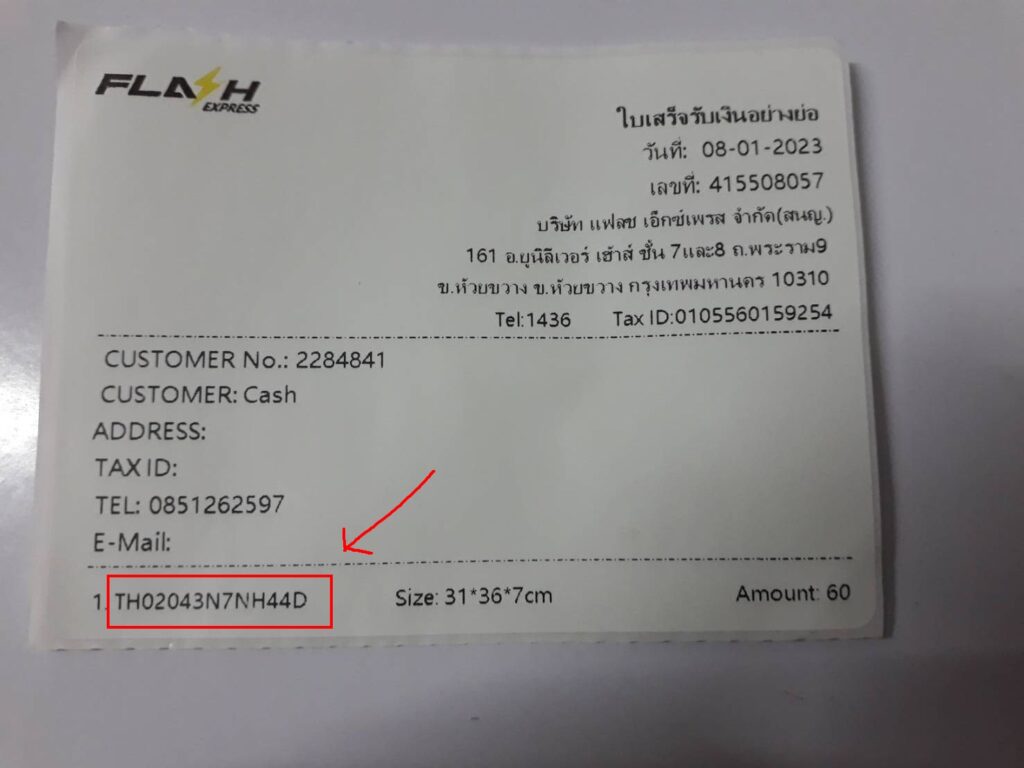 FLASH
EXPRESS
ใบเสร็จรับเงินอย่างย่อ
วันที่: 08-01-2023
เลขที่: 415508057
บริษัท แฟลช เอ็กซ์เพรส จำกัด(สนญ.)
161 อ.ยูนิลีเวอร์ เฮ้าส์ ชั้น 7และ8 ถ.พระราม9
ข.ห้วยขวาง ข.ห้วยขวาง กรุงเทพมหานคร 10310
Tel:1436 Tax ID:0105560159254
CUSTOMER No.: 2284841
CUSTOMER: Cash
ADDRESS:
TAX ID:
TEL: 0851262597
E-Mail:
1. TH02043N7NH44D Size: 31*36*7cm Amount: 60